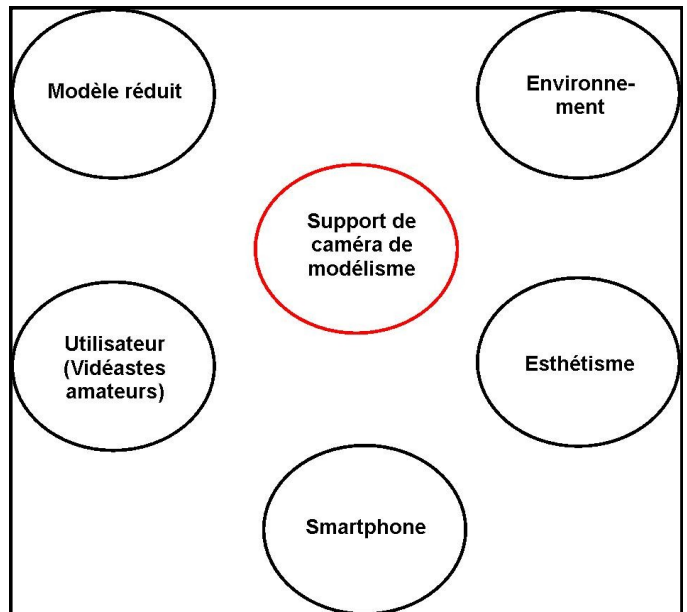 Modèle réduit
Environne-
ment
Support de
caméra de
modélisme
Utilisateur
(Vidéastes
amateurs)
Esthétisme
Smartphone